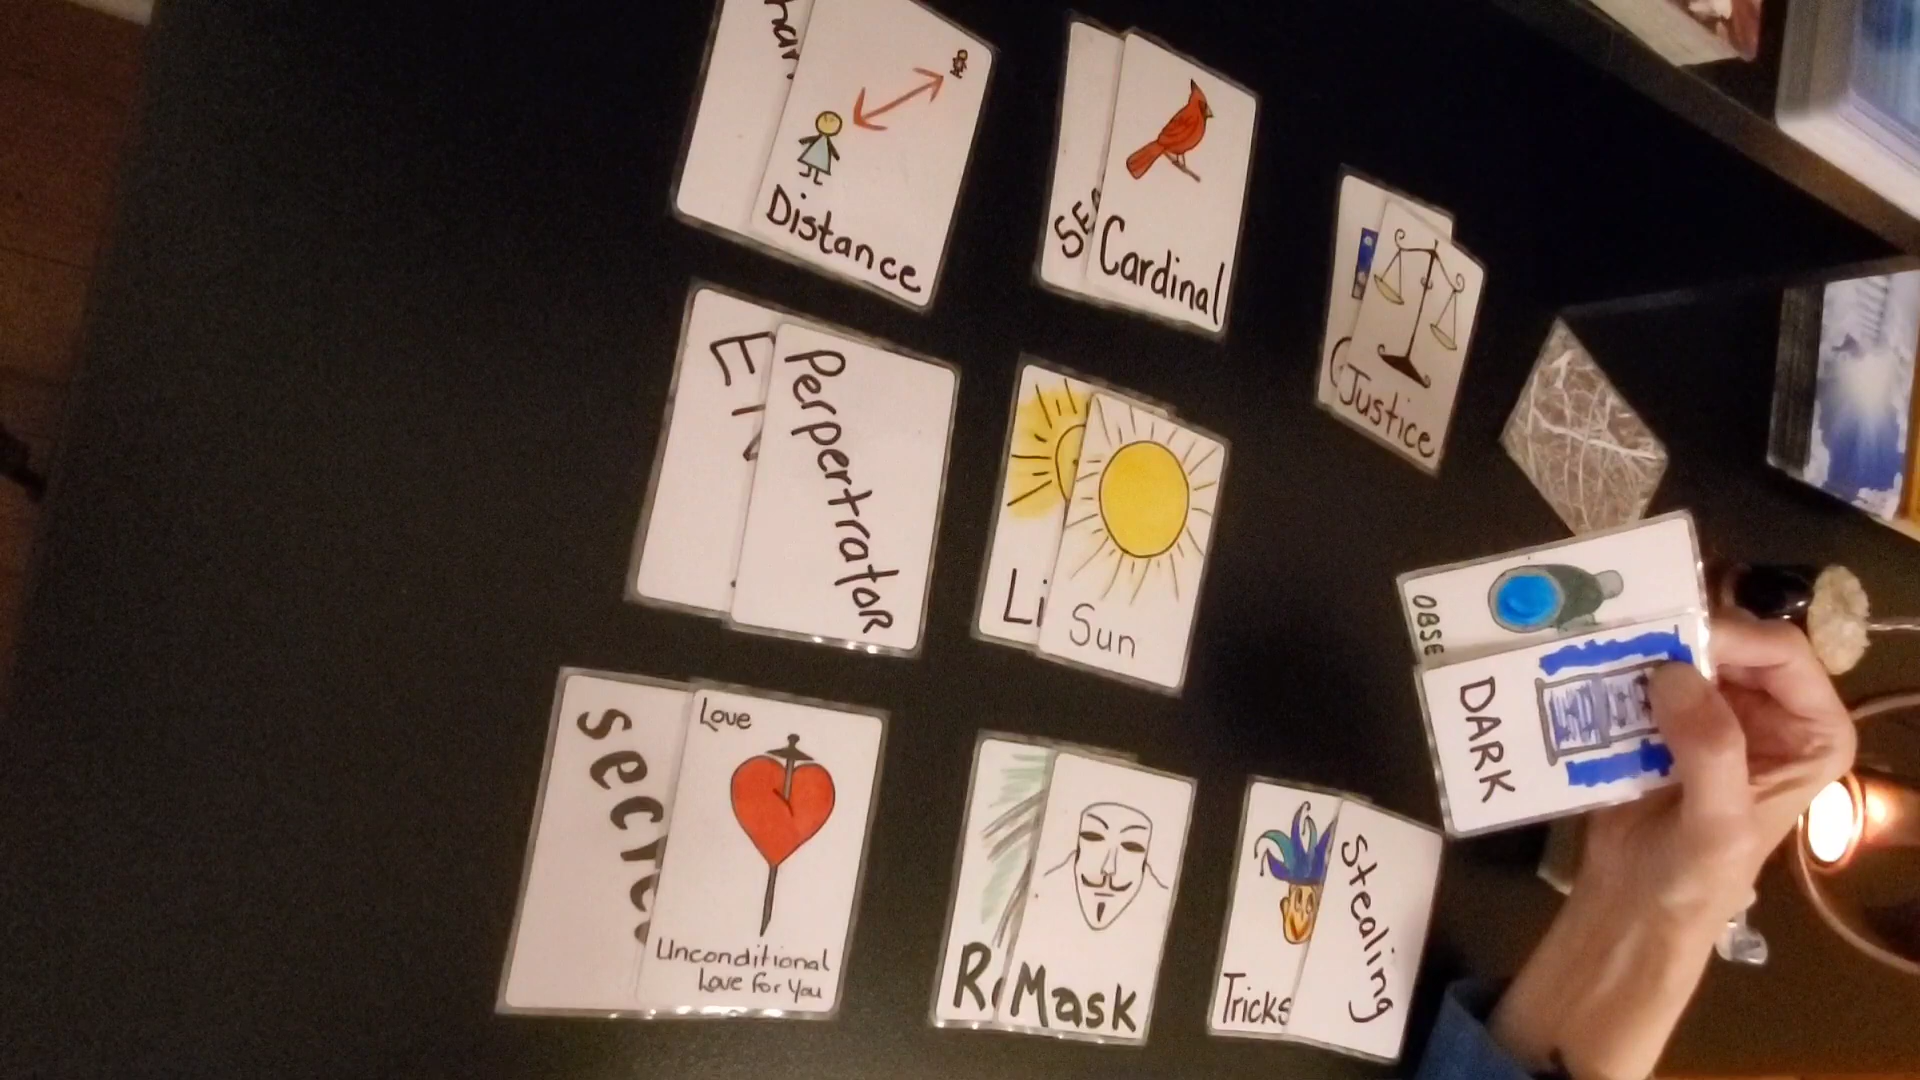 Distance
Cardinal
Justice
Perpertrator
Sun
OBSE
DARK
Love
Unconditional
Love for You
Mask
Tricks
Stealing